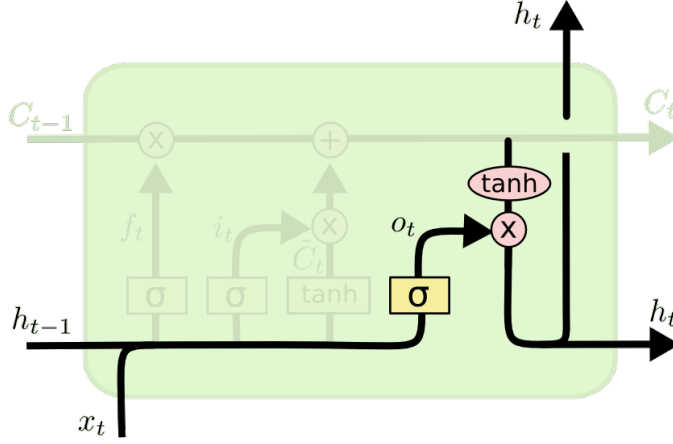 h_t
C_{t-1}
C_t
x
+
tanh
f_t
i_t
x
o_t
x
C̃_t
σ
σ
tanh
σ
h_{t-1}
h_t
x_t